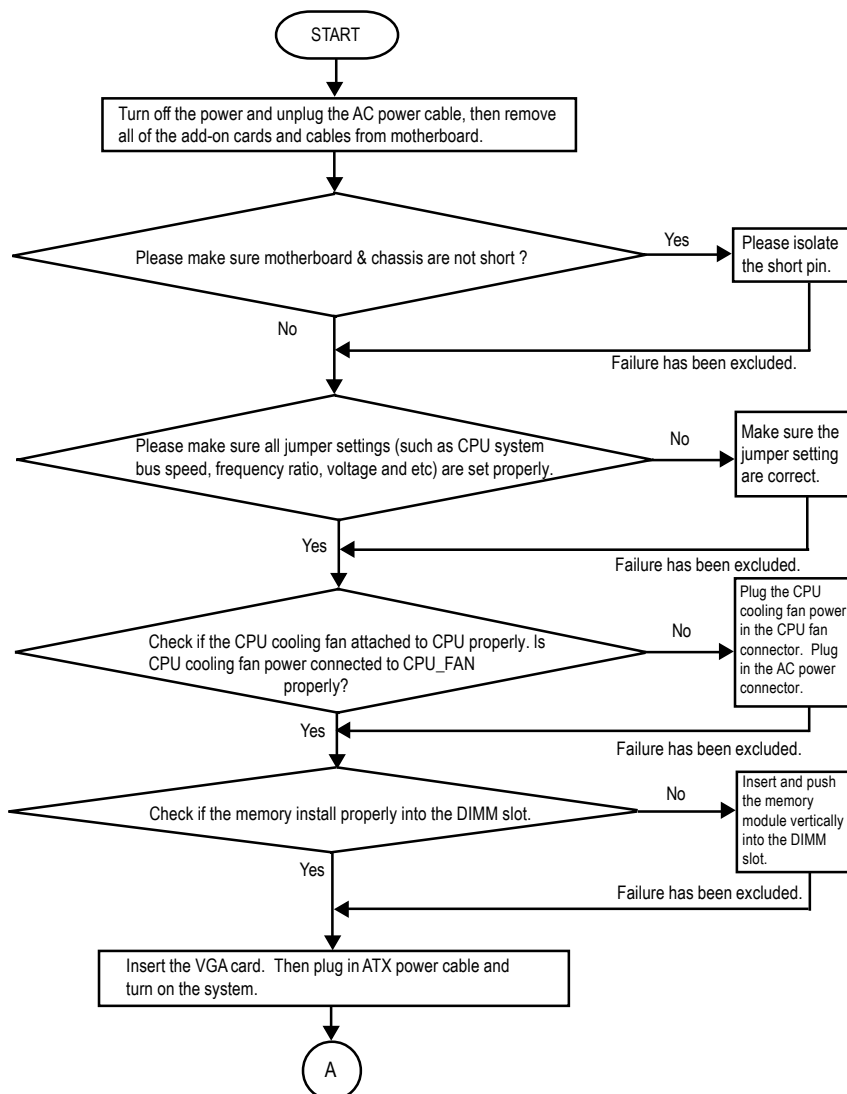 START
Turn off the power and unplug the AC power cable, then remove
all of the add-on cards and cables from motherboard.
Please make sure motherboard & chassis are not short ?
Yes
Please isolate
the short pin.
No
Failure has been excluded.
Please make sure all jumper settings (such as CPU system
bus speed, frequency ratio, voltage and etc) are set properly.
No
Make sure the
jumper setting
are correct.
Yes
Failure has been excluded.
Check if the CPU cooling fan attached to CPU properly. Is
CPU cooling fan power connected to CPU_FAN
properly?
No
Plug the CPU
cooling fan power
in the CPU fan
connector. Plug
in the AC power
connector.
Yes
Failure has been excluded.
Check if the memory install properly into the DIMM slot.
No
Insert and push
the memory
module vertically
into the DIMM
slot.
Yes
Failure has been excluded.
Insert the VGA card. Then plug in ATX power cable and
turn on the system.
A